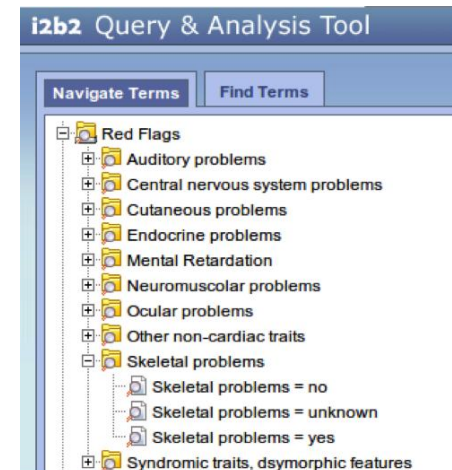 i2b2 Query & Analysis Tool
Navigate Terms Find Terms
Red Flags
Auditory problems
Central nervous system problems
Cutaneous problems
Endocrine problems
Mental Retardation
Neuromuscolar problems
Ocular problems
Other non-cardiac traits
Skeletal problems
Skeletal problems = no
Skeletal problems = unknown
Skeletal problems = yes
Syndromic traits, dsymorphic features